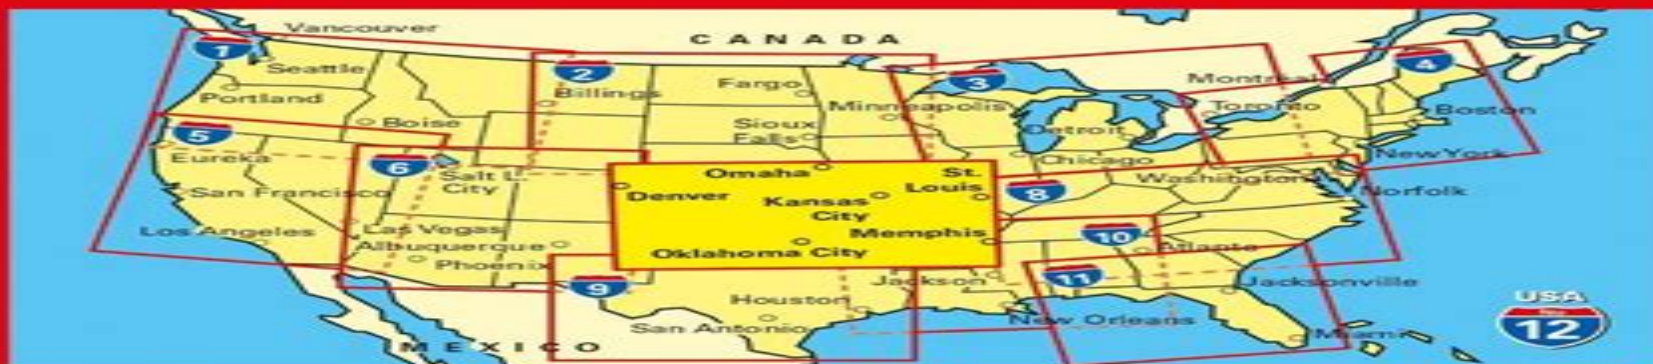 Vancouver
CANADA
1
Seattle
2
Fargo
3
Montreal
4
Portland
Billings
Minneapolis
Toronto
Boston
5
Boise
Sioux
Falls
Detroit
Eureka
6
Salt L.
City
Omaha
St.
Louis
Chicago
New York
Washington
San Francisco
Denver
Kansas
City
8
Norfolk
Los Angeles
Las Vegas
Albuquerque
Memphis
10
Atlanta
Phoenix
Oklahoma City
9
Jackson
11
Jacksonville
Houston
San Antonio
New Orleans
Miami
MEXICO
USA
No
12